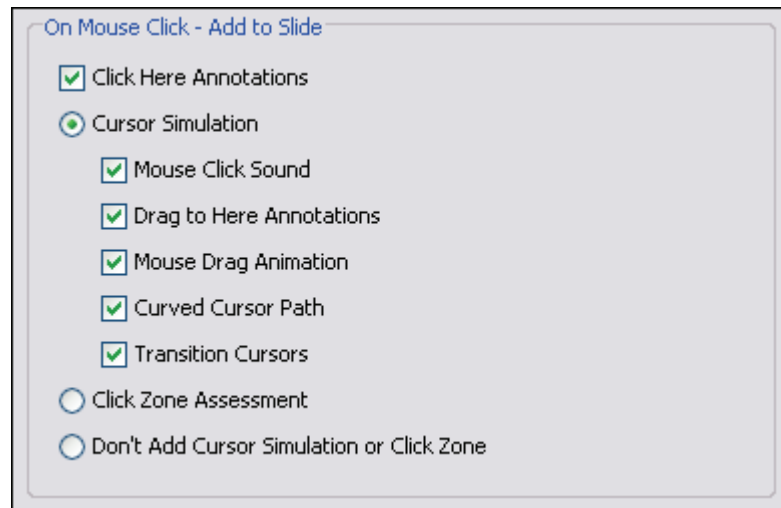 On Mouse Click - Add to Slide
Click Here Annotations
Cursor Simulation
Mouse Click Sound
Drag to Here Annotations
Mouse Drag Animation
Curved Cursor Path
Transition Cursors
Click Zone Assessment
Don't Add Cursor Simulation or Click Zone